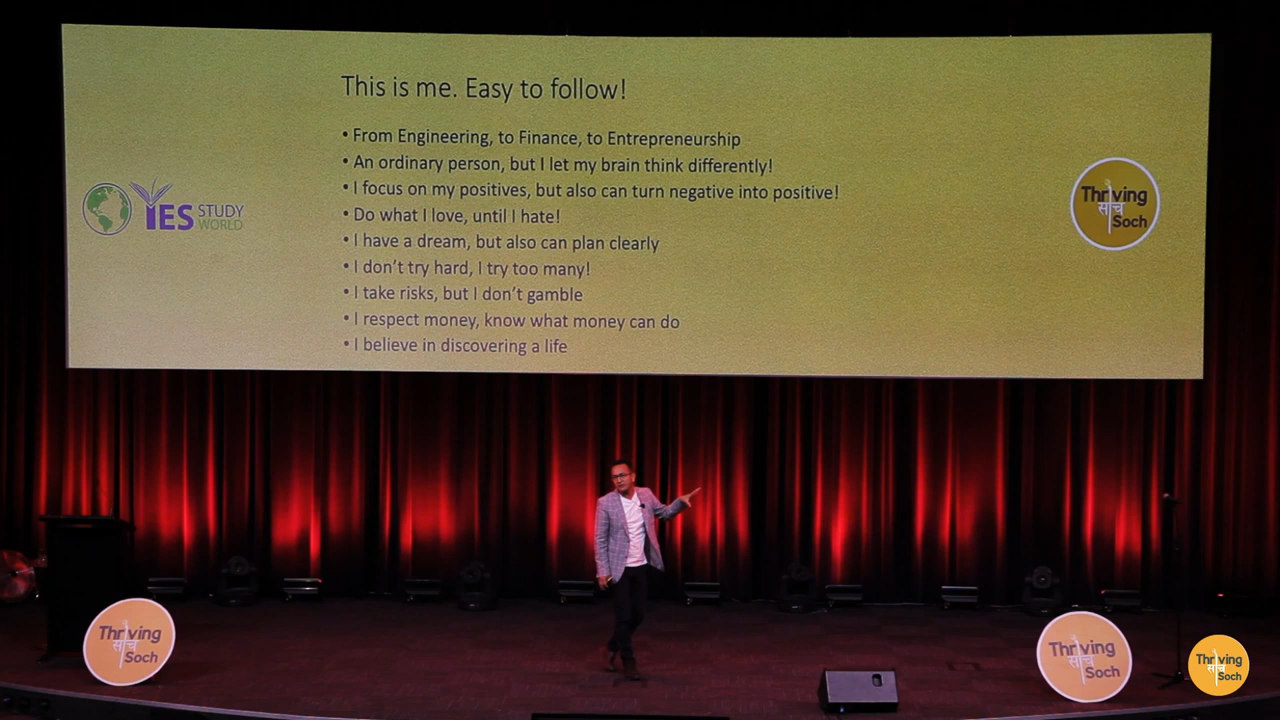 This is me. Easy to follow!
• From Engineering, to Finance, to Entrepreneurship
• An ordinary person, but I let my brain think differently!
• I focus on my positives, but also can turn negative into positive!
• Do what I love, until I hate!
• I have a dream, but also can plan clearly
• I don't try hard, I try too many!
• I take risks, but I don't gamble
• I respect money, know what money can do
• I believe in discovering a life
IES STUDY
WORLD
Thriving
सोच
Soch
Thriving
सोच
Soch
Thriving
सोच
Soch
Thriving
सोच
Soch